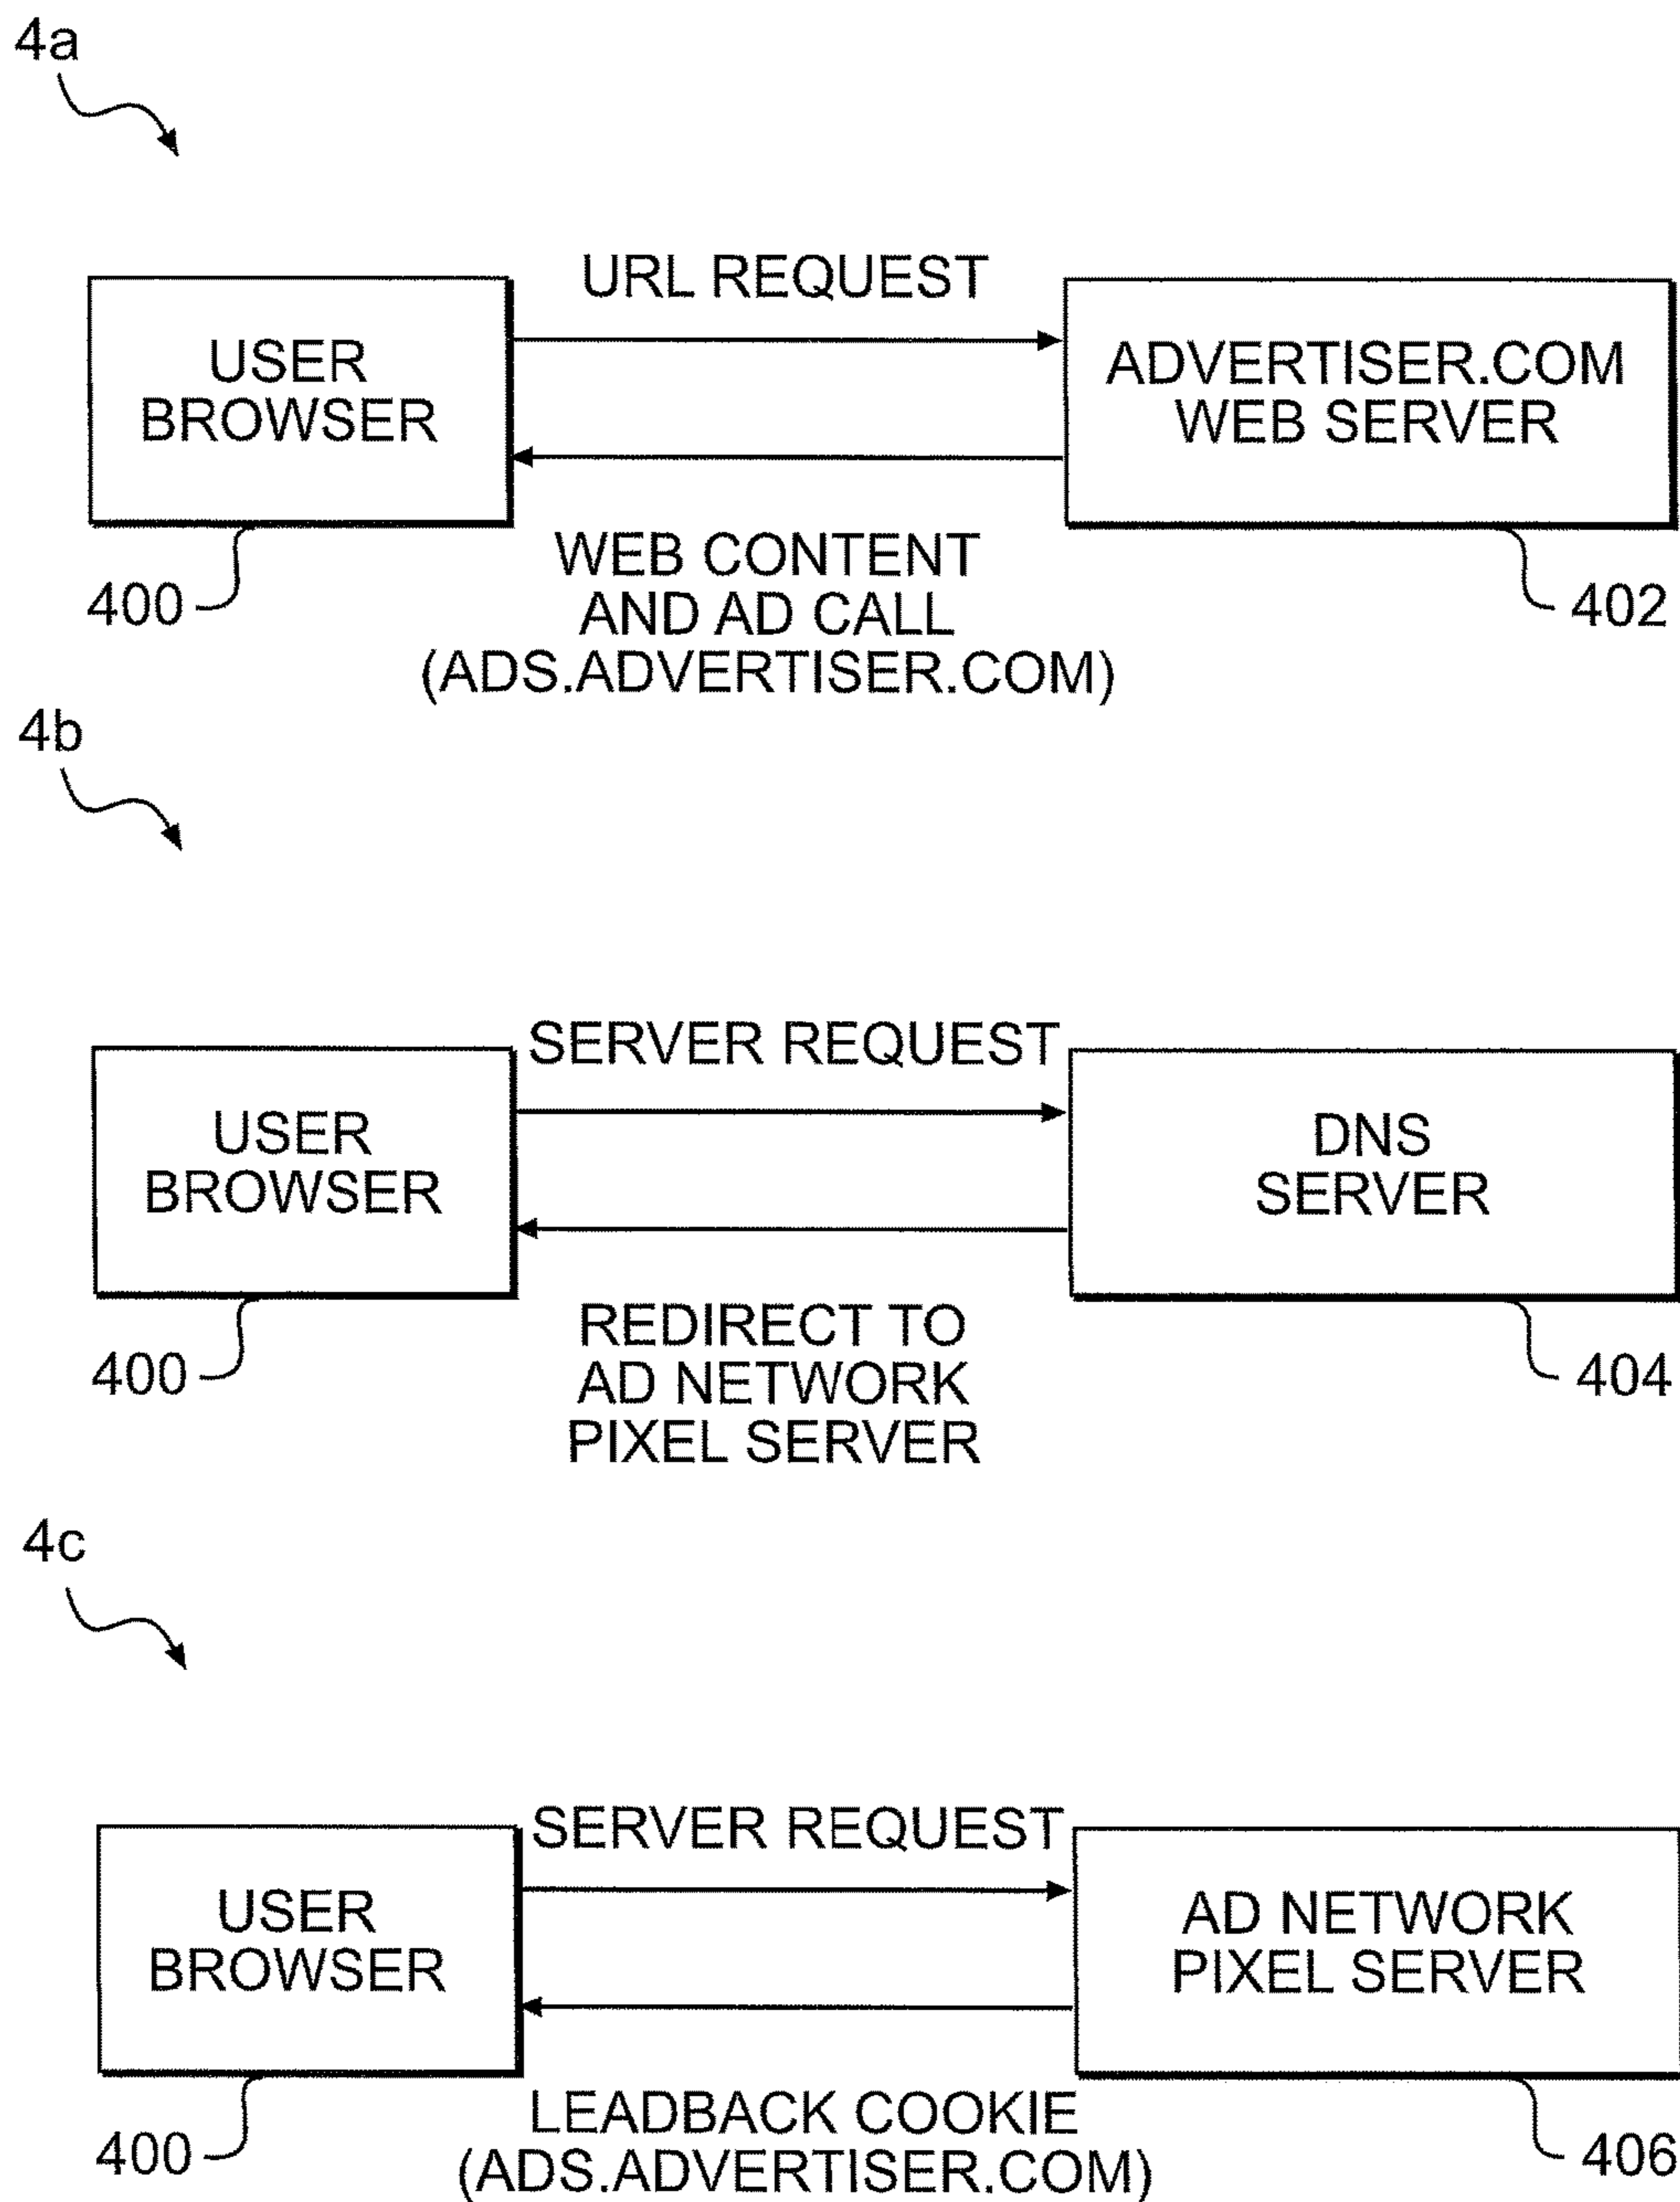 4a
URL REQUEST
USER
BROWSER
ADVERTISER.COM
WEB SERVER
WEB CONTENT
AND AD CALL
(ADS.ADVERTISER.COM)
400
402
4b
SERVER REQUEST
USER
BROWSER
DNS
SERVER
REDIRECT TO
AD NETWORK
PIXEL SERVER
400
404
4c
SERVER REQUEST
USER
BROWSER
AD NETWORK
PIXEL SERVER
LEADBACK COOKIE
(ADS.ADVERTISER.COM)
400
406